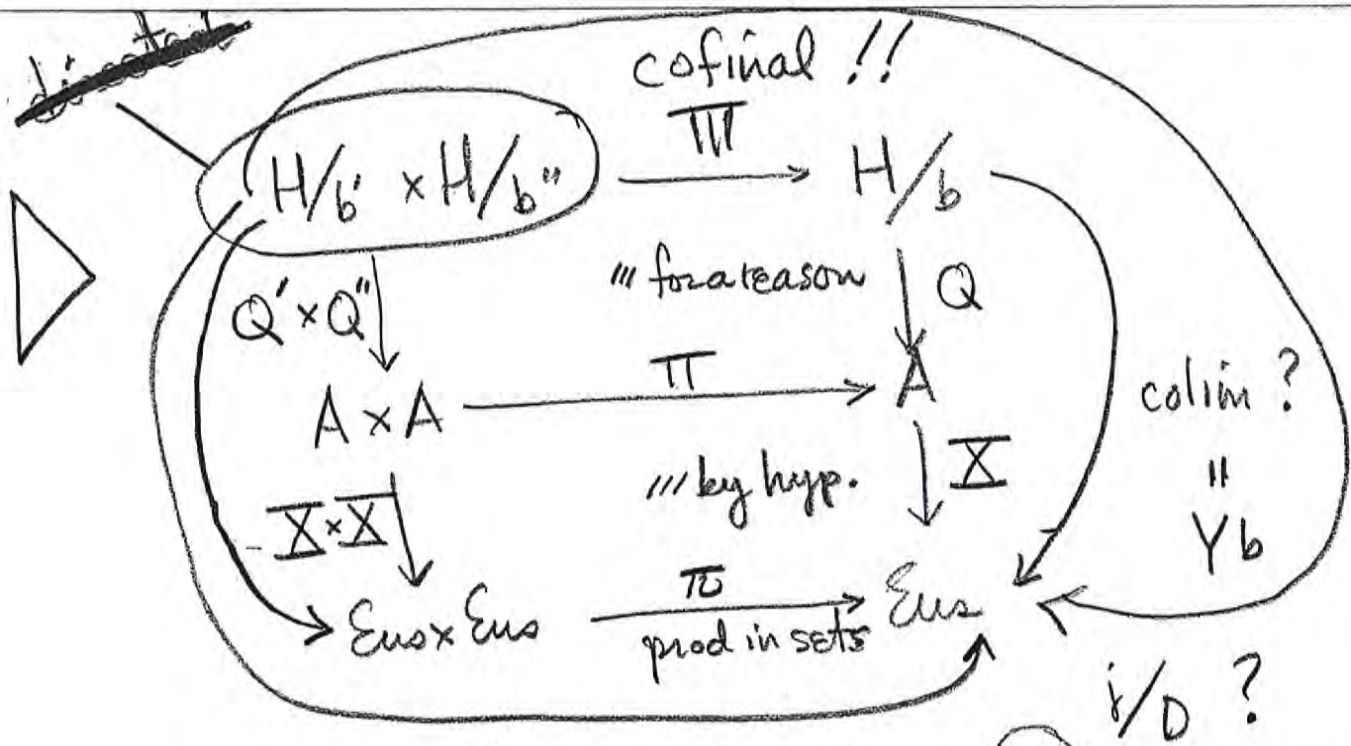 cofinal !!
Π
H/b' × H/b" → H/b
Q' × Q" ''' for a reason Q
Π
A × A → A
colim ?
X × X ''' by hyp. X
"
Yb
π
Ens × Ens → Ens
prod in sets
j/D ?